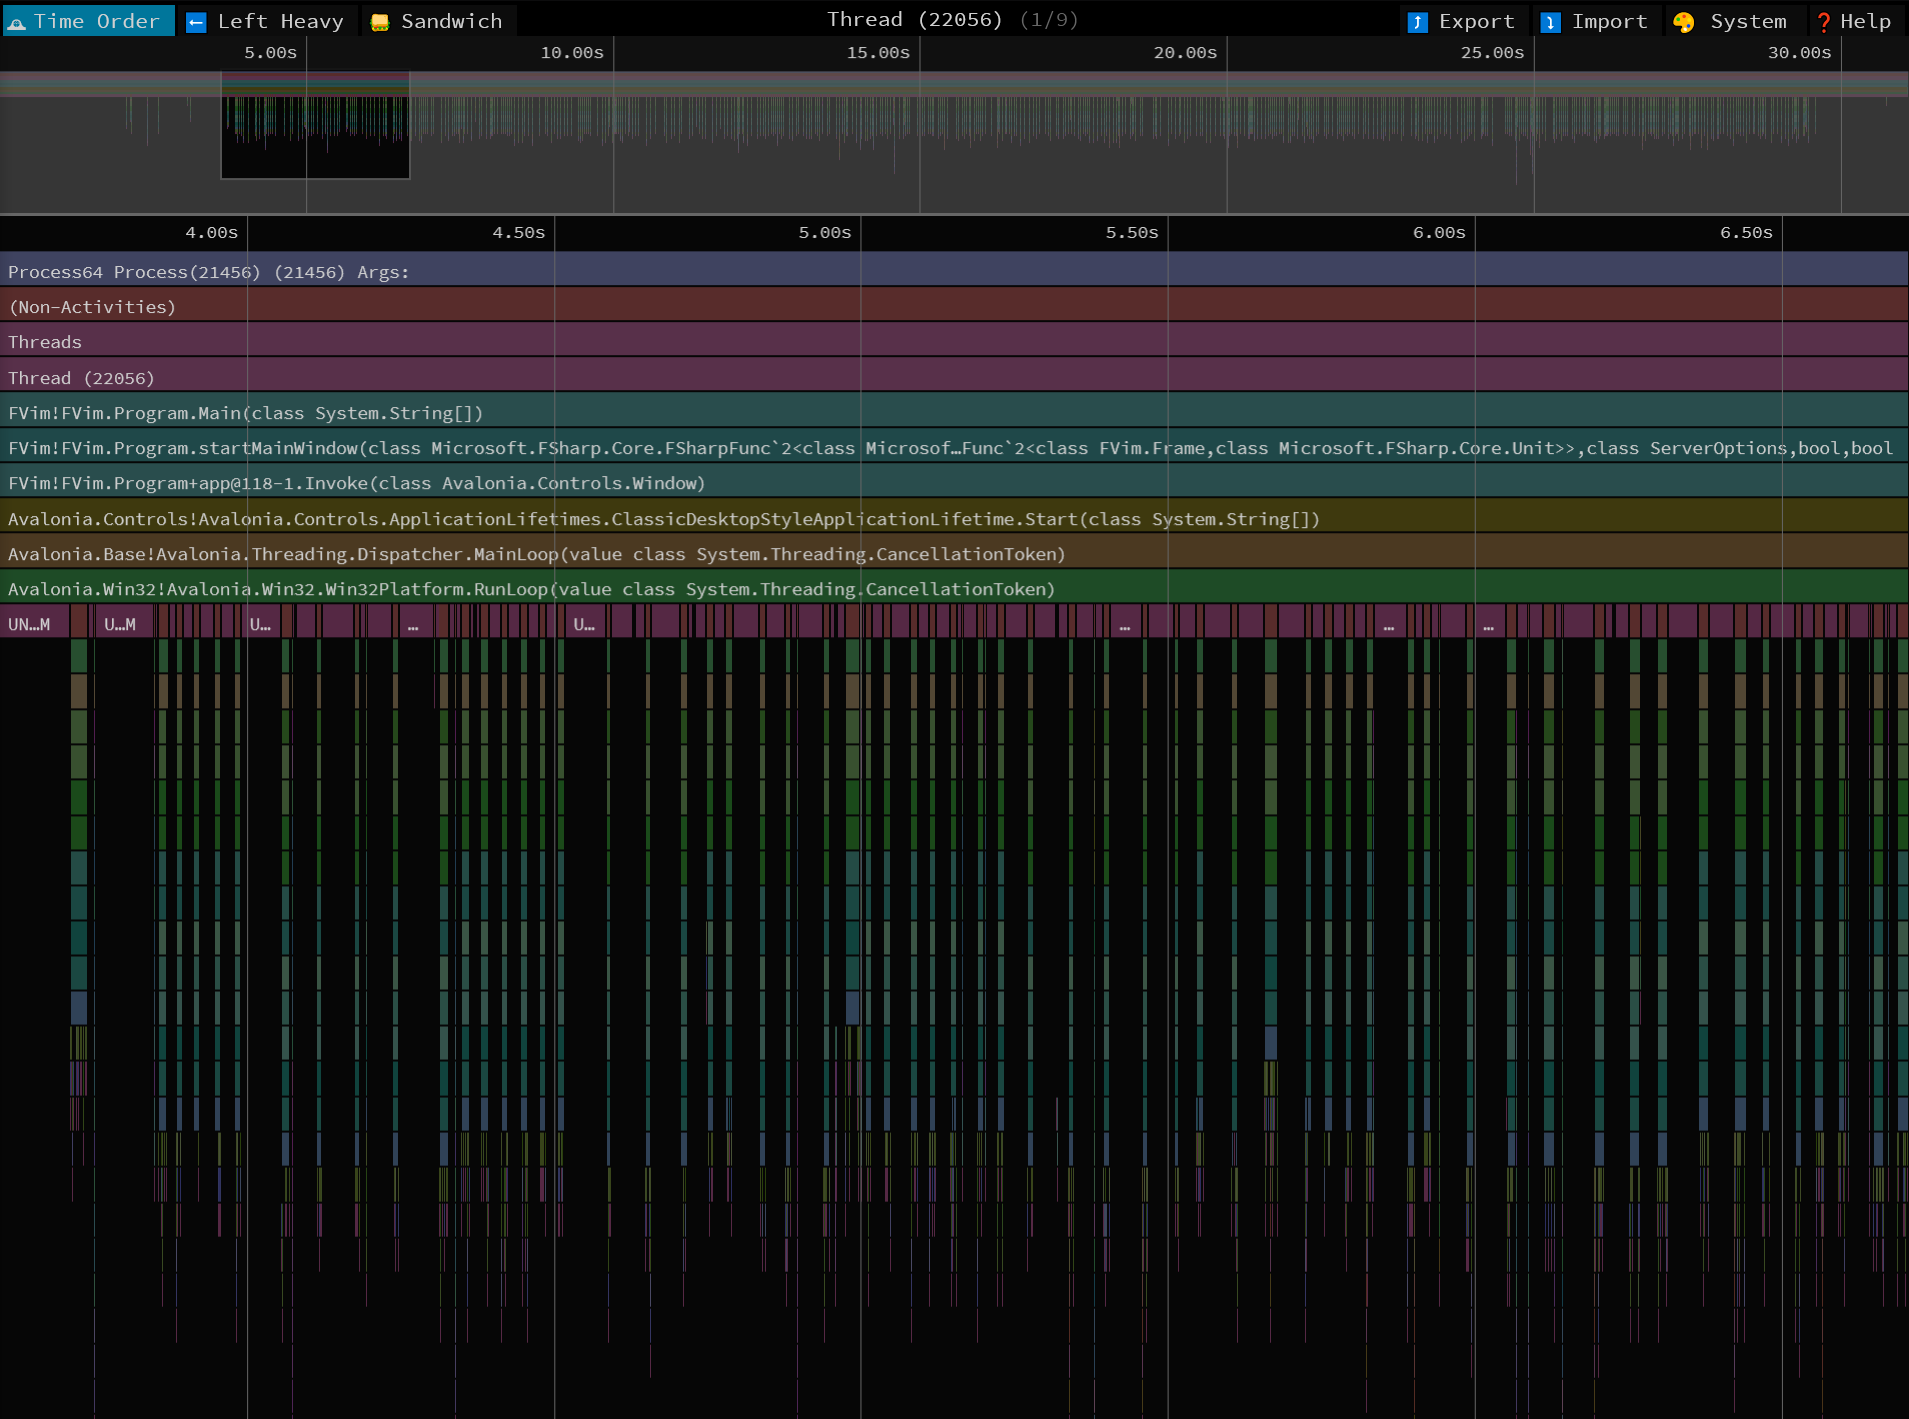 Time Order Left Heavy Sandwich Thread (22056) (1/9) Export Import System Help
5.00s 10.00s 15.00s 20.00s 25.00s 30.00s
4.00s 4.50s 5.00s 5.50s 6.00s 6.50s
Process64 Process(21456) (21456) Args:
(Non-Activities)
Threads
Thread (22056)
FVim!FVim.Program.Main(class System.String[])
FVim!FVim.Program.startMainWindow(class Microsoft.FSharp.Core.FSharpFunc`2<class Microsof…Func`2<class FVim.Frame,class Microsoft.FSharp.Core.Unit>>,class ServerOptions,bool,bool
FVim!FVim.Program+app@118-1.Invoke(class Avalonia.Controls.Window)
Avalonia.Controls!Avalonia.Controls.ApplicationLifetimes.ClassicDesktopStyleApplicationLifetime.Start(class System.String[])
Avalonia.Base!Avalonia.Threading.Dispatcher.MainLoop(value class System.Threading.CancellationToken)
Avalonia.Win32!Avalonia.Win32.Win32Platform.RunLoop(value class System.Threading.CancellationToken)
UN…M U…M U… … U… … … …